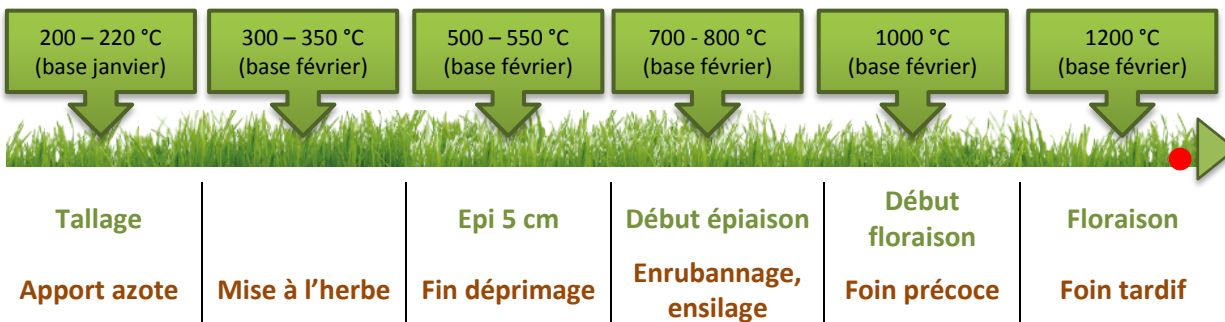 200 – 220 °C
(base janvier)
300 – 350 °C
(base février)
500 – 550 °C
(base février)
700 - 800 °C
(base février)
1000 °C
(base février)
1200 °C
(base février)
Tallage
Epi 5 cm
Début épiaison
Début
floraison
Floraison
Apport azote
Mise à l’herbe
Fin déprimage
Enrubannage,
ensilage
Foin précoce
Foin tardif